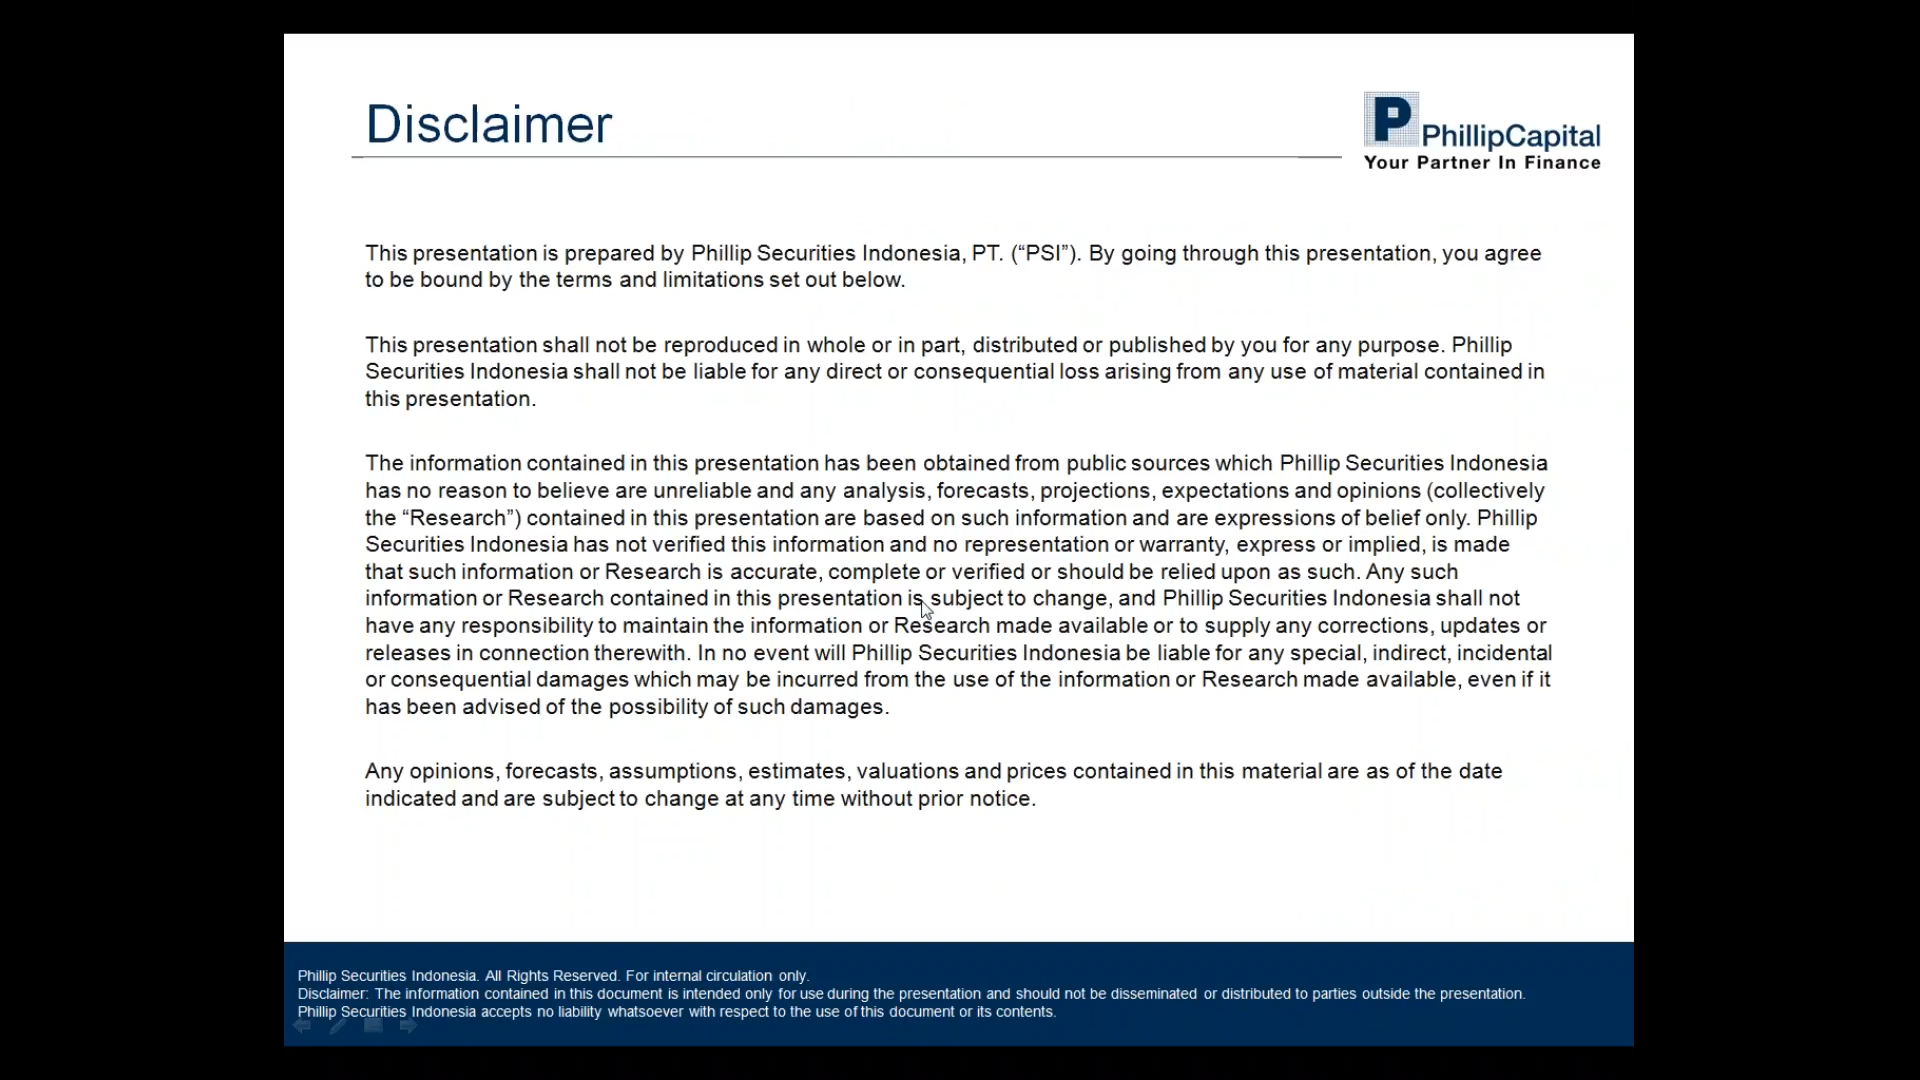 Disclaimer
P
PhillipCapital
Your Partner In Finance
This presentation is prepared by Phillip Securities Indonesia, PT. (“PSI”). By going through this presentation, you agree
to be bound by the terms and limitations set out below.
This presentation shall not be reproduced in whole or in part, distributed or published by you for any purpose. Phillip
Securities Indonesia shall not be liable for any direct or consequential loss arising from any use of material contained in
this presentation.
The information contained in this presentation has been obtained from public sources which Phillip Securities Indonesia
has no reason to believe are unreliable and any analysis, forecasts, projections, expectations and opinions (collectively
the “Research”) contained in this presentation are based on such information and are expressions of belief only. Phillip
Securities Indonesia has not verified this information and no representation or warranty, express or implied, is made
that such information or Research is accurate, complete or verified or should be relied upon as such. Any such
information or Research contained in this presentation is subject to change, and Phillip Securities Indonesia shall not
have any responsibility to maintain the information or Research made available or to supply any corrections, updates or
releases in connection therewith. In no event will Phillip Securities Indonesia be liable for any special, indirect, incidental
or consequential damages which may be incurred from the use of the information or Research made available, even if it
has been advised of the possibility of such damages.
Any opinions, forecasts, assumptions, estimates, valuations and prices contained in this material are as of the date
indicated and are subject to change at any time without prior notice.
Phillip Securities Indonesia. All Rights Reserved. For internal circulation only.
Disclaimer: The information contained in this document is intended only for use during the presentation and should not be disseminated or distributed to parties outside the presentation.
Phillip Securities Indonesia accepts no liability whatsoever with respect to the use of this document or its contents.